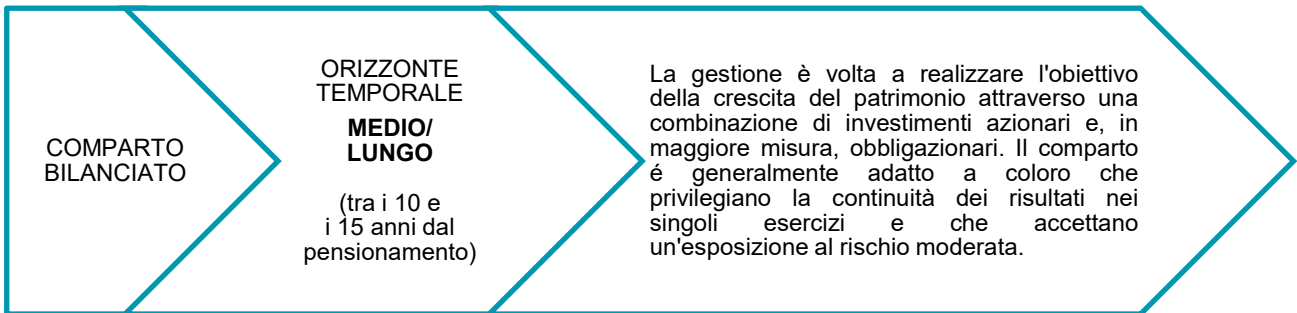 COMPARTO
BILANCIATO
ORIZZONTE
TEMPORALE
MEDIO/
LUNGO
(tra i 10 e
i 15 anni dal
pensionamento)
La gestione è volta a realizzare l'obiettivo
della crescita del patrimonio attraverso una
combinazione di investimenti azionari e, in
maggiore misura, obbligazionari. Il comparto
é generalmente adatto a coloro che
privilegiano la continuità dei risultati nei
singoli esercizi e che accettano
un'esposizione al rischio moderata.